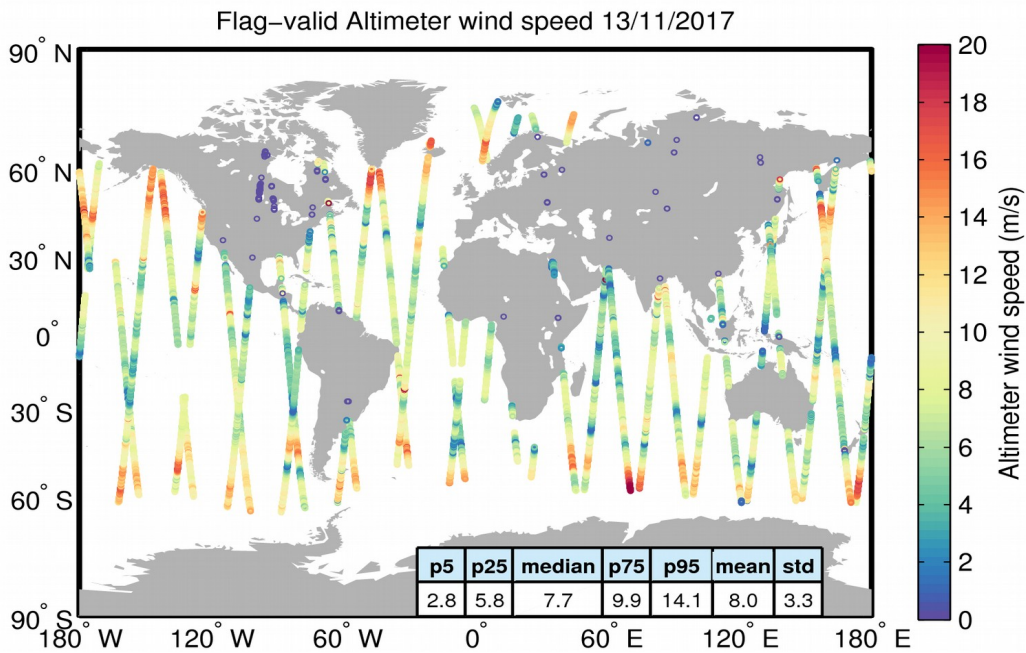 Flag−valid Altimeter wind speed 13/11/2017
90° N
60° N
30° N
0°
30° S
60° S
90° S
180° W
120° W
60° W
0°
60° E
120° E
180° E
p5 p25 median p75 p95 mean std
2.8 5.8 7.7 9.9 14.1 8.0 3.3
20
18
16
14
12
10
8
6
4
2
0
Altimeter wind speed (m/s)